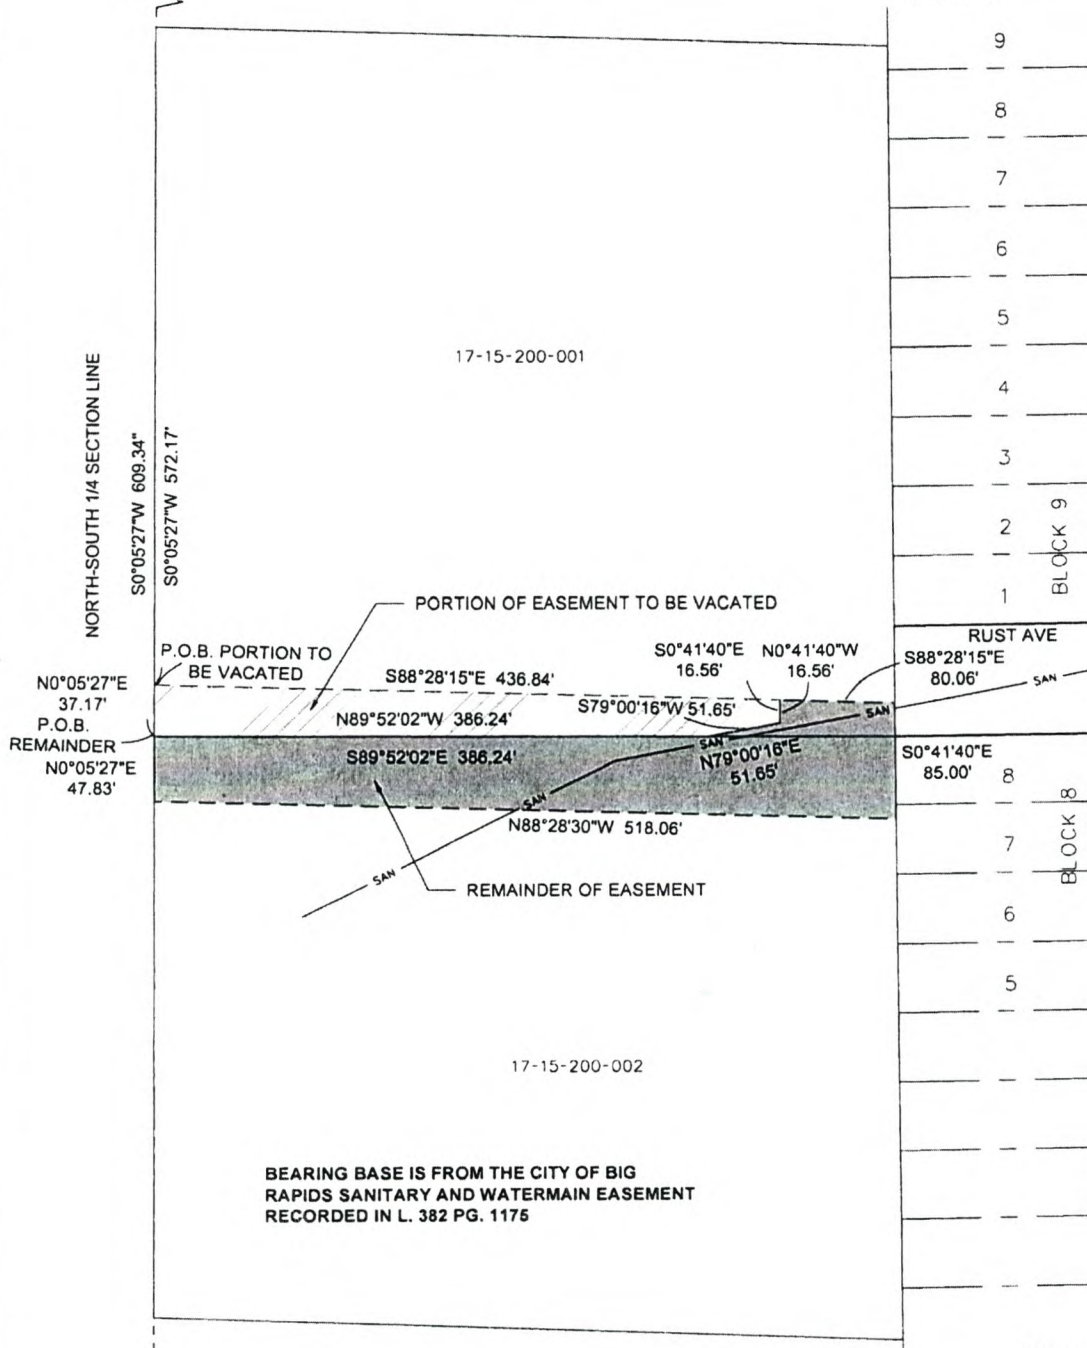 9
8
7
6
5
4
3
2
1
BLOCK 9
17-15-200-001
NORTH-SOUTH 1/4 SECTION LINE
S0°05'27"W 609.34"
S0°05'27"W 572.17'
PORTION OF EASEMENT TO BE VACATED
RUST AVE
P.O.B. PORTION TO
BE VACATED
S88°28'15"E 436.84'
S0°41'40"E
16.56'
N0°41'40"W
16.56'
S88°28'15"E
80.06'
SAN
N0°05'27"E
37.17'
P.O.B.
REMAINDER
N0°05'27"E
47.83'
N89°52'02"W 386.24'
S79°00'16"W 51.65'
SAN
SAN
S89°52'02"E 386.24'
N79°00'16"E
51.65'
S0°41'40"E
85.00'
8
SAN
N88°28'30"W 518.06'
7
BLOCK 8
SAN
REMAINDER OF EASEMENT
6
5
17-15-200-002
BEARING BASE IS FROM THE CITY OF BIG
RAPIDS SANITARY AND WATERMAIN EASEMENT
RECORDED IN L. 382 PG. 1175